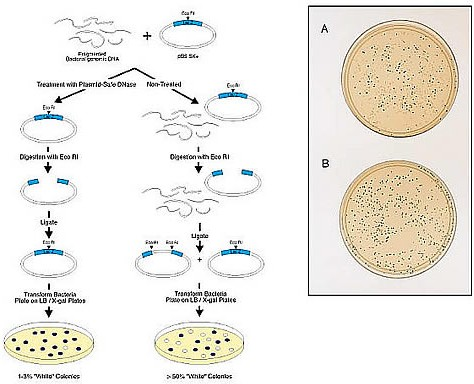 Eco RI
Fragmented
Bacterial genomic DNA
+
pBS SK+
Treatment with Plasmid-Safe DNase
Non-Treated
Eco RI
Digestion with Eco RI
Digestion with Eco RI
Ligate
Ligate
Eco RI
Eco RI
Eco RI
Eco RI
+
Transform Bacteria
Plate on LB / X-gal Plates
Transform Bacteria
Plate on LB / X-gal Plates
1-3% "White" Colonies
> 50% "White" Colonies
A
B